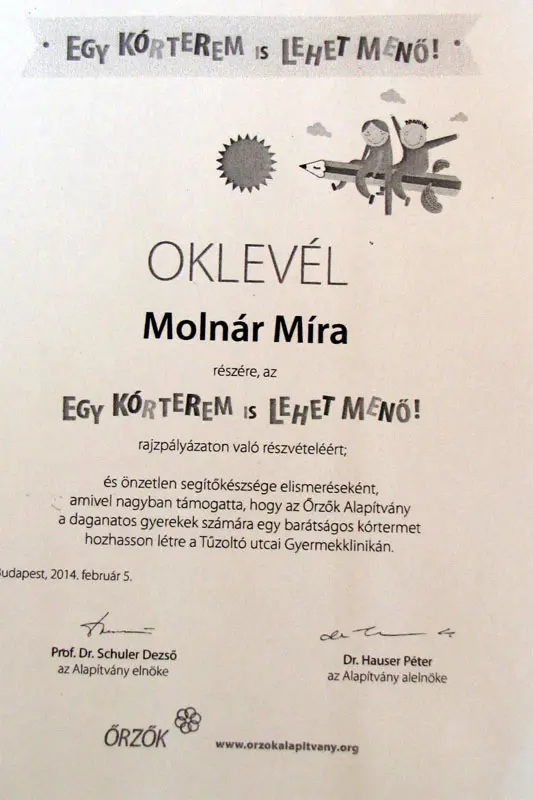 • EGY KÓRTEREM IS LEHET MENŐ! •
OKLEVÉL
Molnár Míra
részére, az
EGY KÓRTEREM IS LEHET MENŐ!
rajzpályázaton való részvételéért;
és önzetlen segítőkészsége elismeréseként,
amivel nagyban támogatta, hogy az Őrzők Alapítvány
a daganatos gyerekek számára egy barátságos kórtermet
hozhasson létre a Tűzoltó utcai Gyermekklinikán.
Budapest, 2014. február 5.
Prof. Dr. Schuler Dezső
az Alapítvány elnöke
Dr. Hauser Péter
az Alapítvány alelnöke
ŐRZŐK
www.orzokalapitvany.org